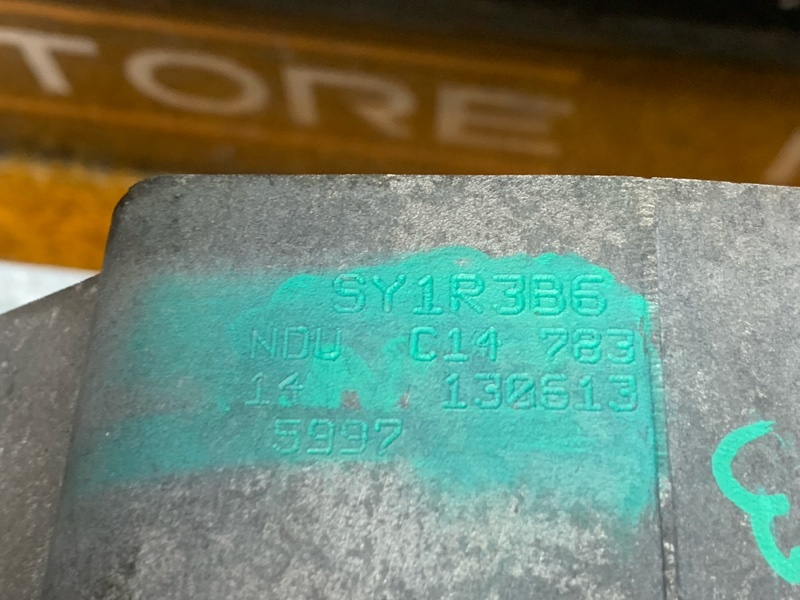 TORE
SY1R3B6
NDU C14 783
14 130613
5997